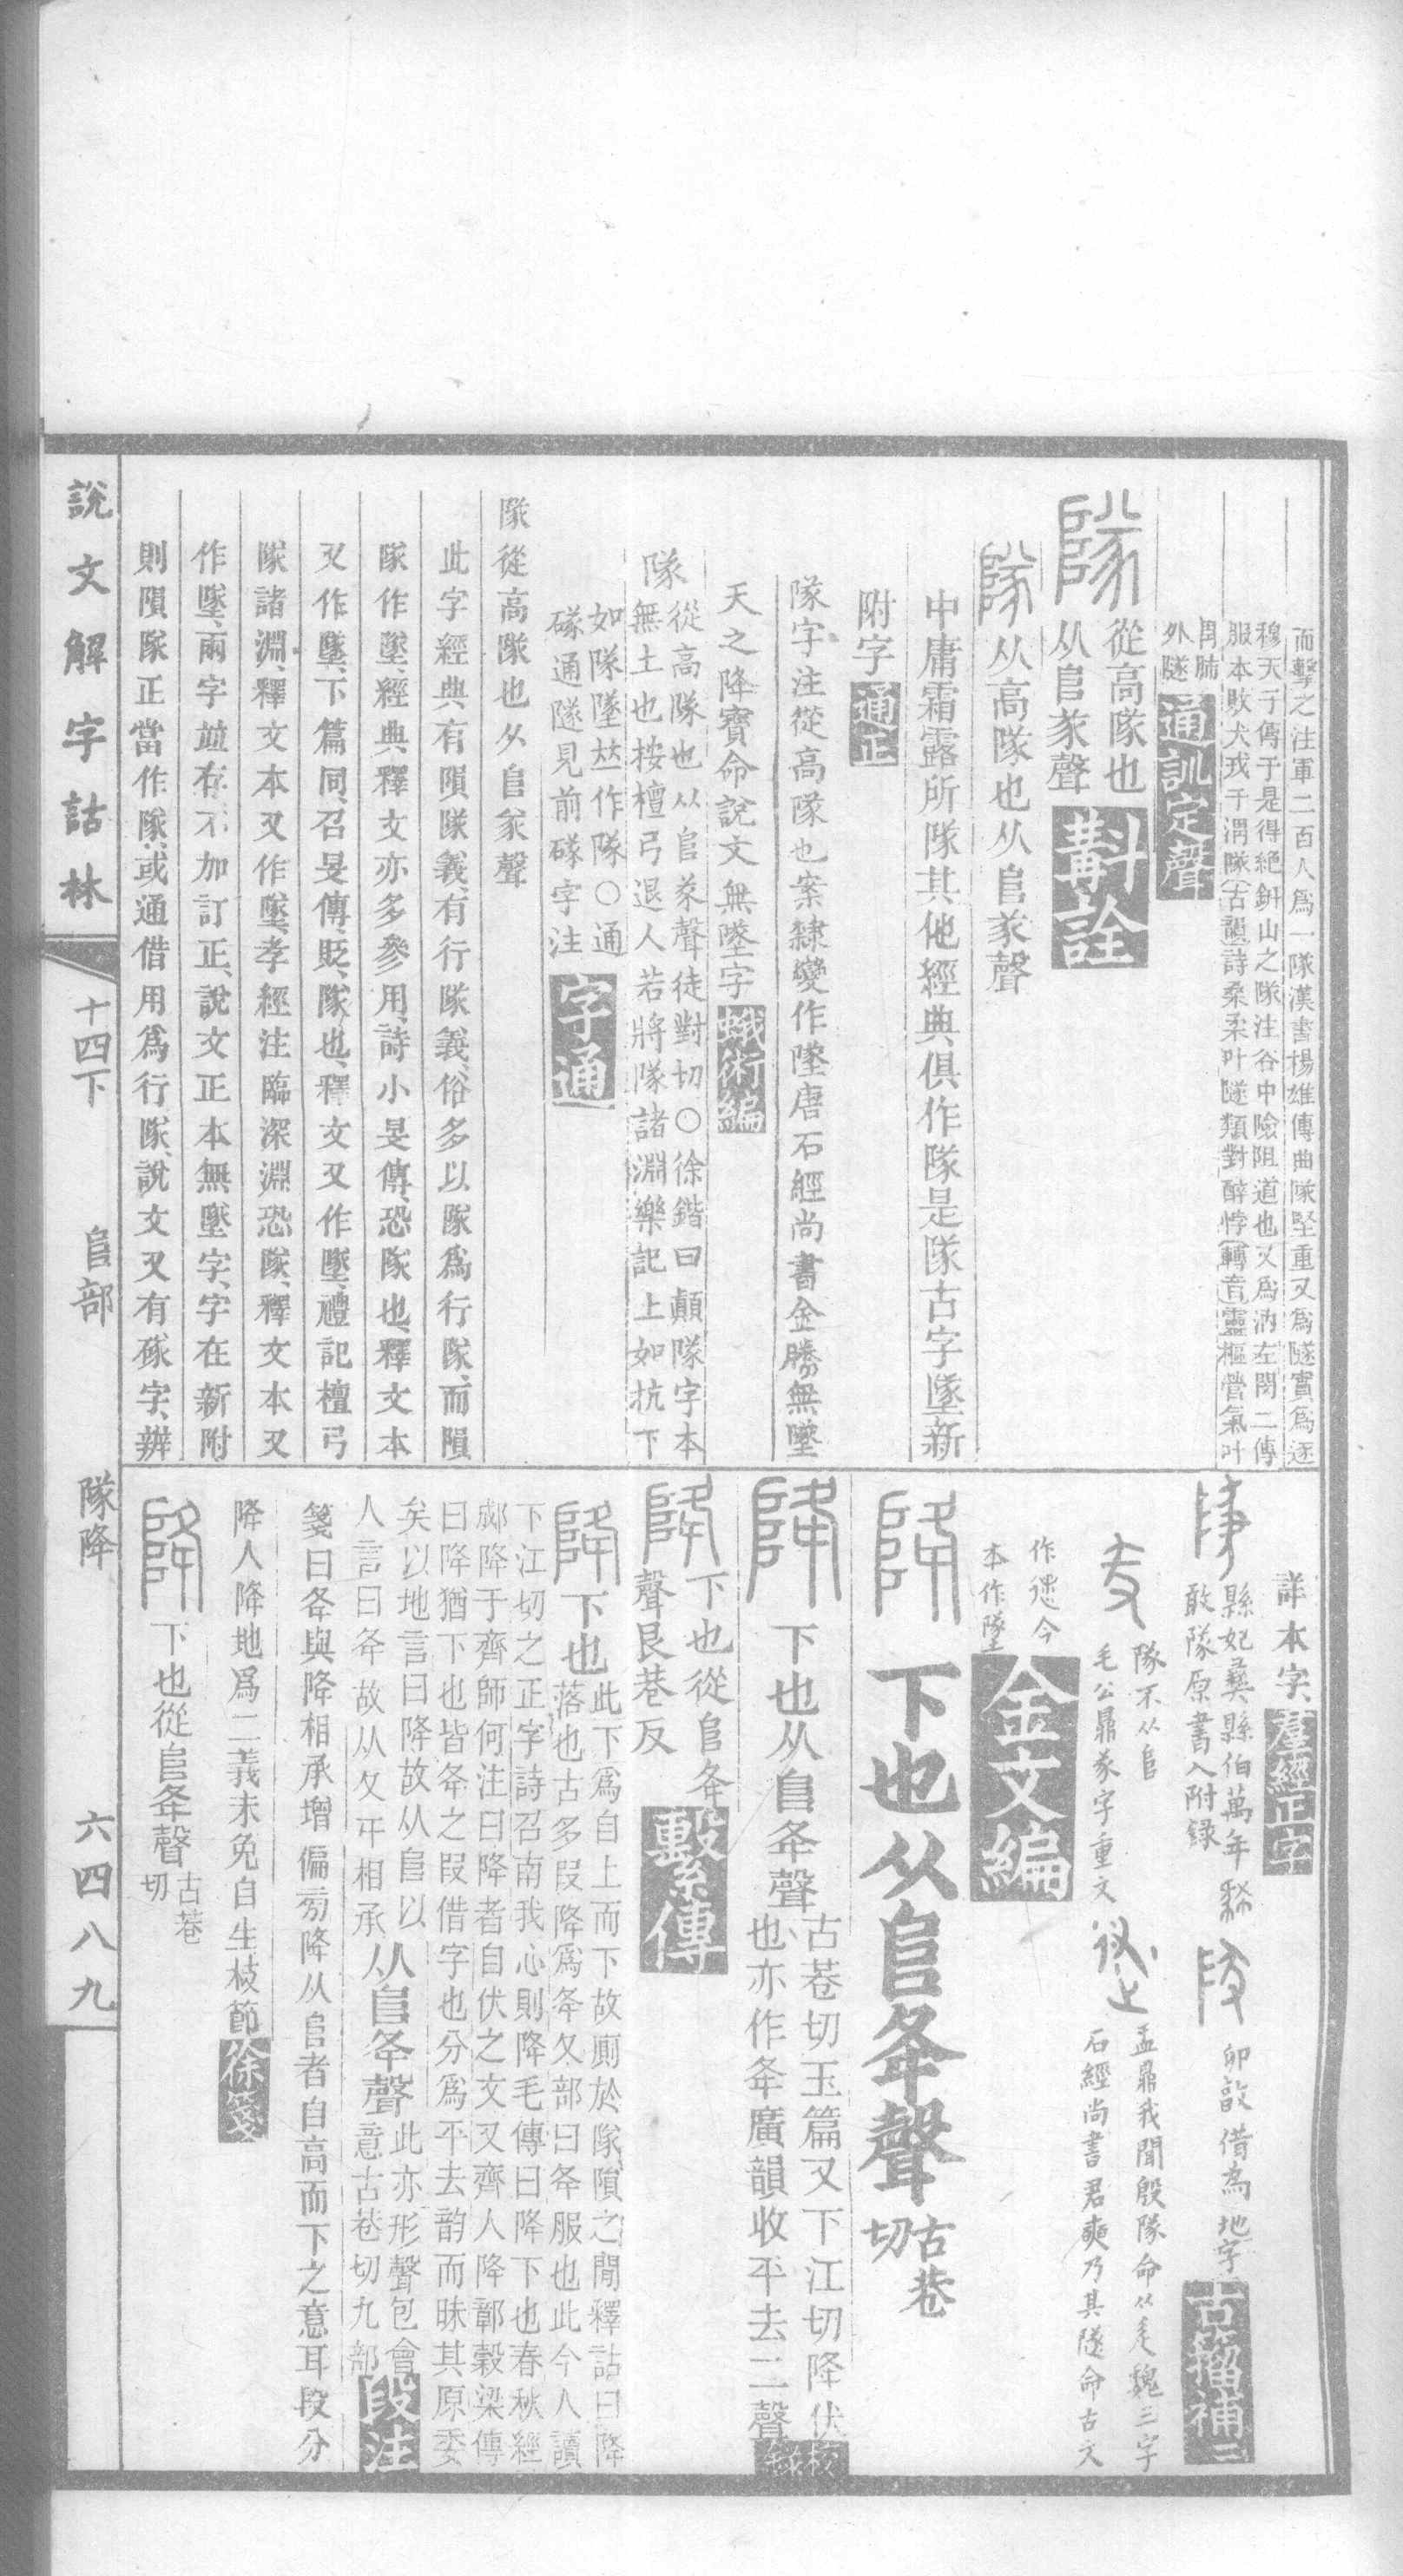 而擊之注軍二百人爲一隊漢書楊雄傳曲隊堅重又爲隧實爲逐
穆天子傳于是得絕鈃山之隊注谷中險阻道也又爲汭左閔二傳
服本敗犬戎于渭隊古韻詩桑柔叶隧類對醉悖轉音靈樞營氣叶
胃肺
外隧
通訓定聲
隊
從高隊也
从𨸏㒸聲
斠詮
隊从高隊也从𨸏㒸聲
中庸霜露所隊其他經典俱作隊是隊古字墜新
附字
通正
隊字注從高隊也案隸變作墜唐石經尚書金縢無墜
天之降寶命說文無墜字
蛾術編
隊
從高隊也从𨸏㒸聲徒對切○徐鍇曰顛隊字本
無土也按檀弓退人若將隊諸淵樂記上如抗下
如隊墜竝作隊○通
䃍通隧見前䃍字注
字通
隊從高隊也从𨸏㒸聲
此字經典有隕隊義、有行隊義、俗多以隊爲行隊、而隕
隊作墜、經典釋文亦多參用、詩小旻傳、恐隊也、釋文本
又作墜、下篇同、召旻傳、貶、隊也、釋文又作墜、禮記檀弓
隊諸淵、釋文本又作墜、孝經注臨深淵恐隊、釋文本又
作墜、兩字竝存、不加訂正、說文正本無墜字、字在新附
則隕隊正當作隊、或通借用爲行隊、說文又有䃍字、辨
詳本字、
羣經正字
縣妃彝縣伯萬年
敢隊原書入附錄
卯𣪘借為地字
古籀補三
隊不从𨸏
毛公鼎㒸字重文
盂鼎我聞殷隊命从辵魏三字
石經尚書君奭乃其隧命古文
作𨒅今
本作墜
金文編
降
下也从𨸏夅聲
古巷
切
降
下也从𨸏夅聲
古巷切玉篇又下江切降伏
也亦作夅廣韻收平去二聲
校錄
降
下也從𨸏夅
聲艮巷反
繫傳
降下也
此下爲自上而下故廁於隊隕之閒釋詁曰降
落也古多叚降爲夅夊部曰夅服也此今人讀
下江切之正字詩召南我心則降毛傳曰降下也春秋經
郕降于齊師何注曰降者自伏之文又齊人降鄣穀梁傳
曰降猶下也皆夅之叚借字也分爲平去韵而昧其原委
矣以地言曰降故从𨸏以
人言曰夅故从夊㐄相承
从𨸏夅聲
此亦形聲包會
意古巷切九部
段注
箋曰夅與降相承增偏㫄降从𨸏者自高而下之意耳段分
降人降地爲二義未免自生枝節
徐箋
降
下也從𨸏夅聲
古巷
切
說文解字詁林
十四下
𨸏部
隊降
六四八九